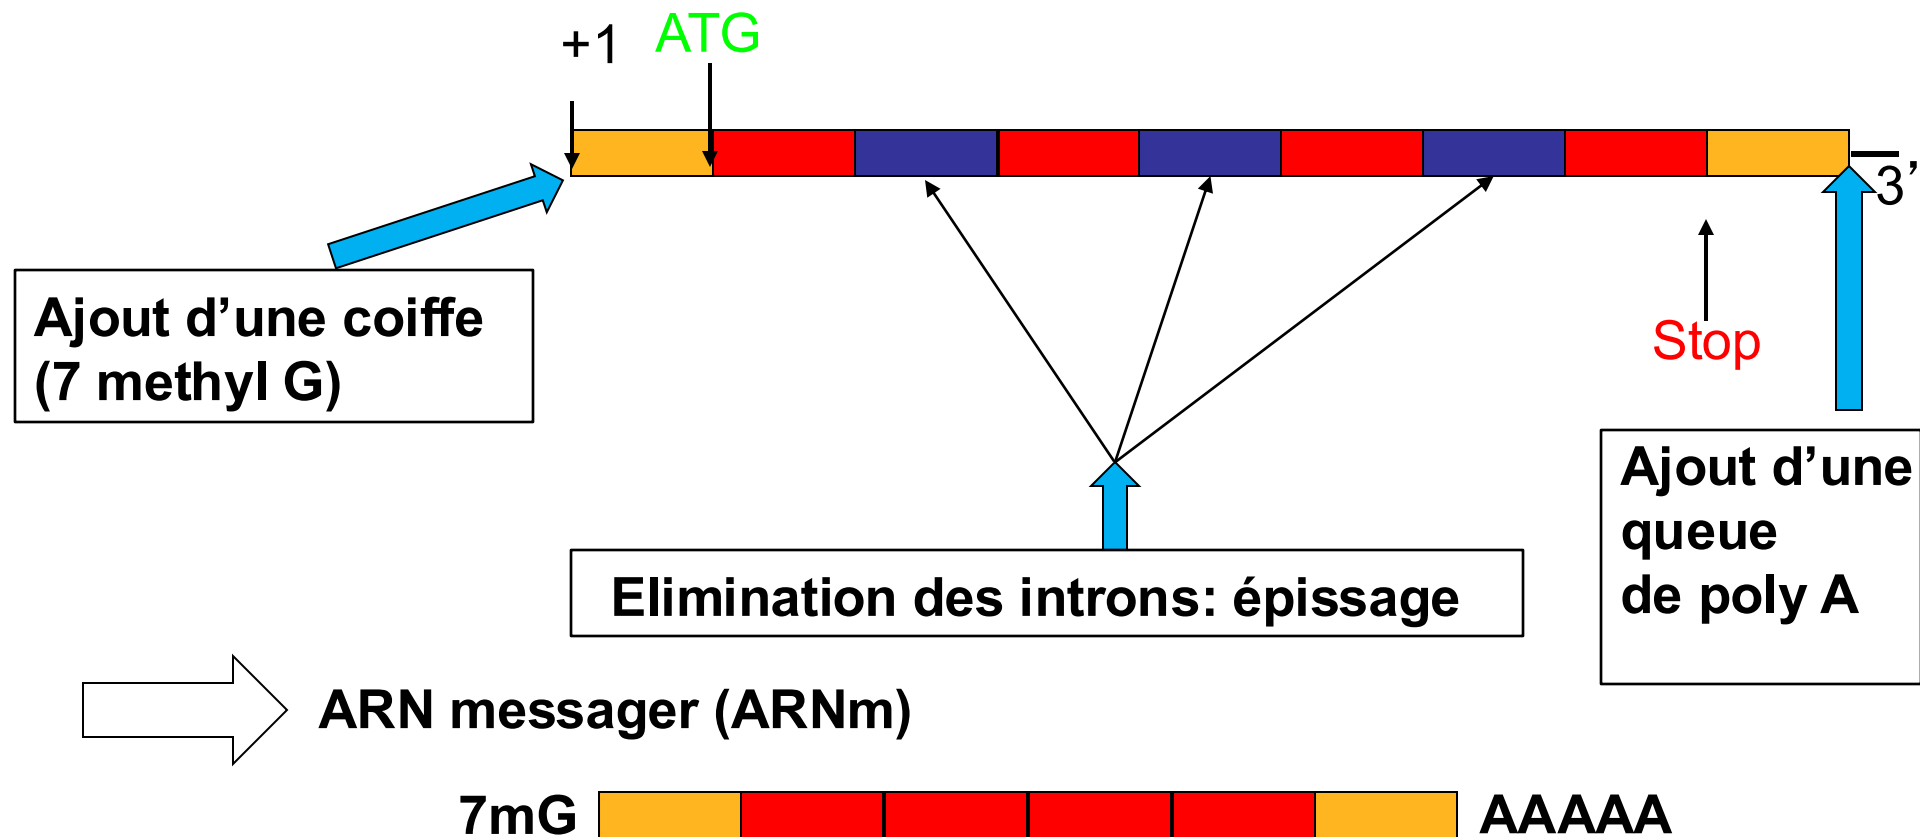 +1 ATG
3’
Ajout d’une coiffe
(7 methyl G)
Stop
Ajout d’une
queue
de poly A
Elimination des introns: épissage
ARN messager (ARNm)
7mG AAAAA